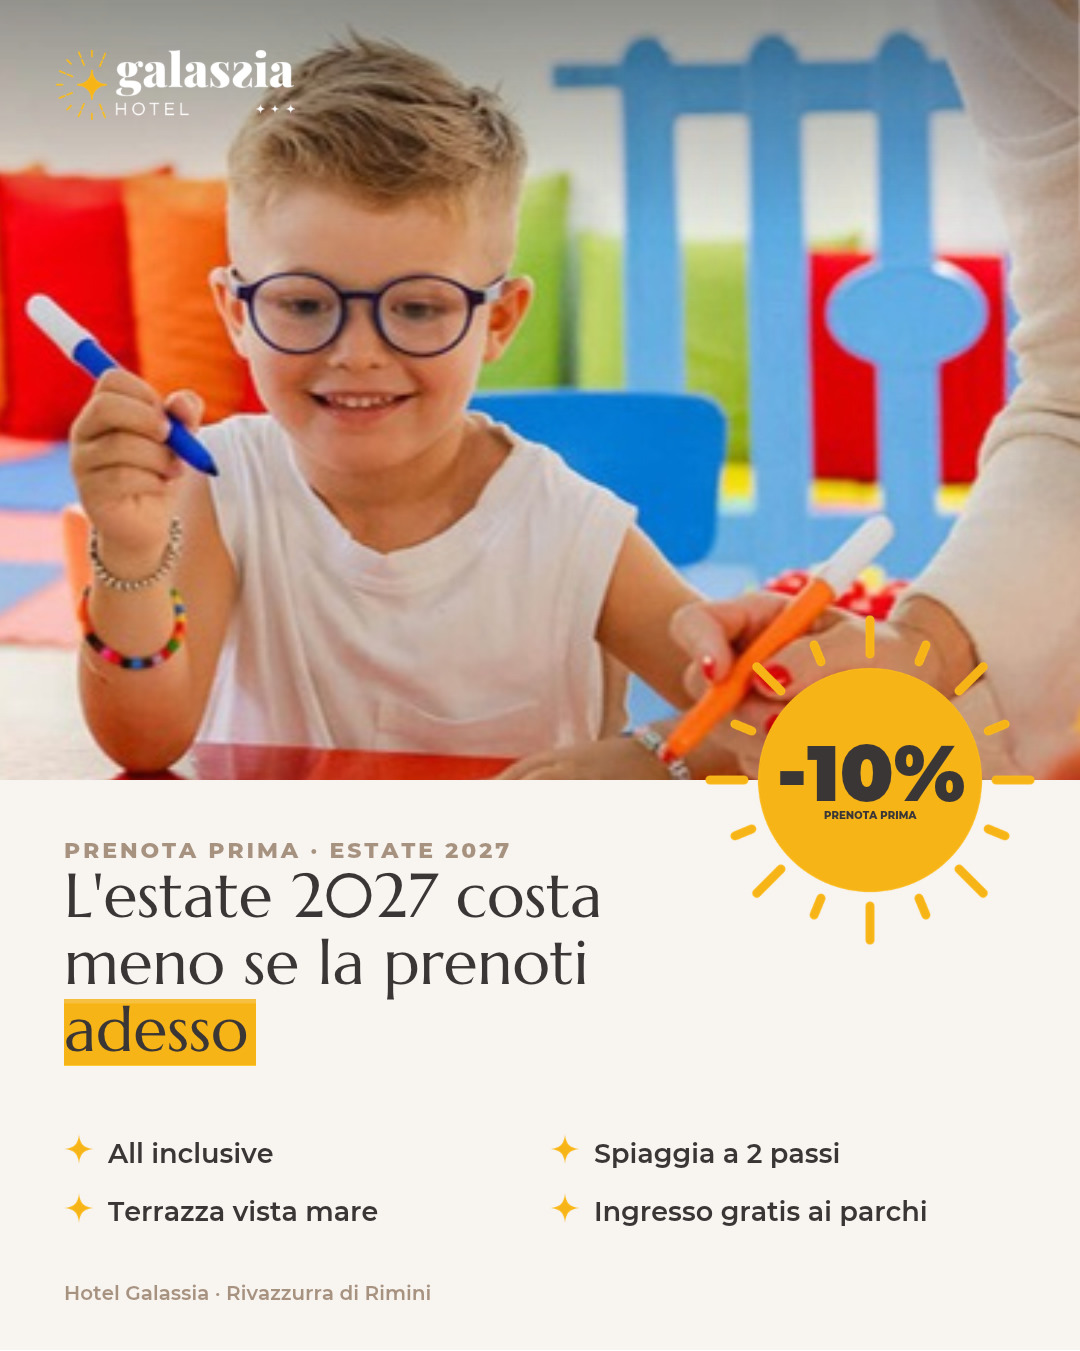 galassia
HOTEL
-10%
PRENOTA PRIMA
PRENOTA PRIMA · ESTATE 2027
L'estate 2027 costa
meno se la prenoti
adesso
All inclusive
Spiaggia a 2 passi
Terrazza vista mare
Ingresso gratis ai parchi
Hotel Galassia · Rivazzurra di Rimini